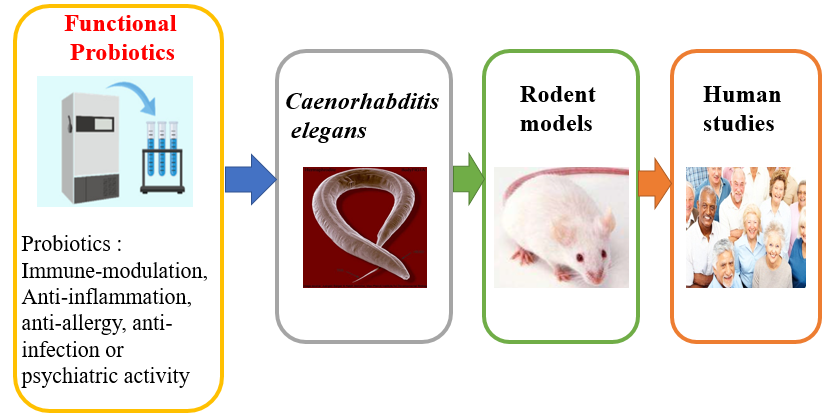 Functional
Probiotics
Probiotics :
Immune-modulation,
Anti-inflammation,
anti-allergy, anti-
infection or
psychiatric activity
Caenorhabditis
elegans
Rodent
models
Human
studies